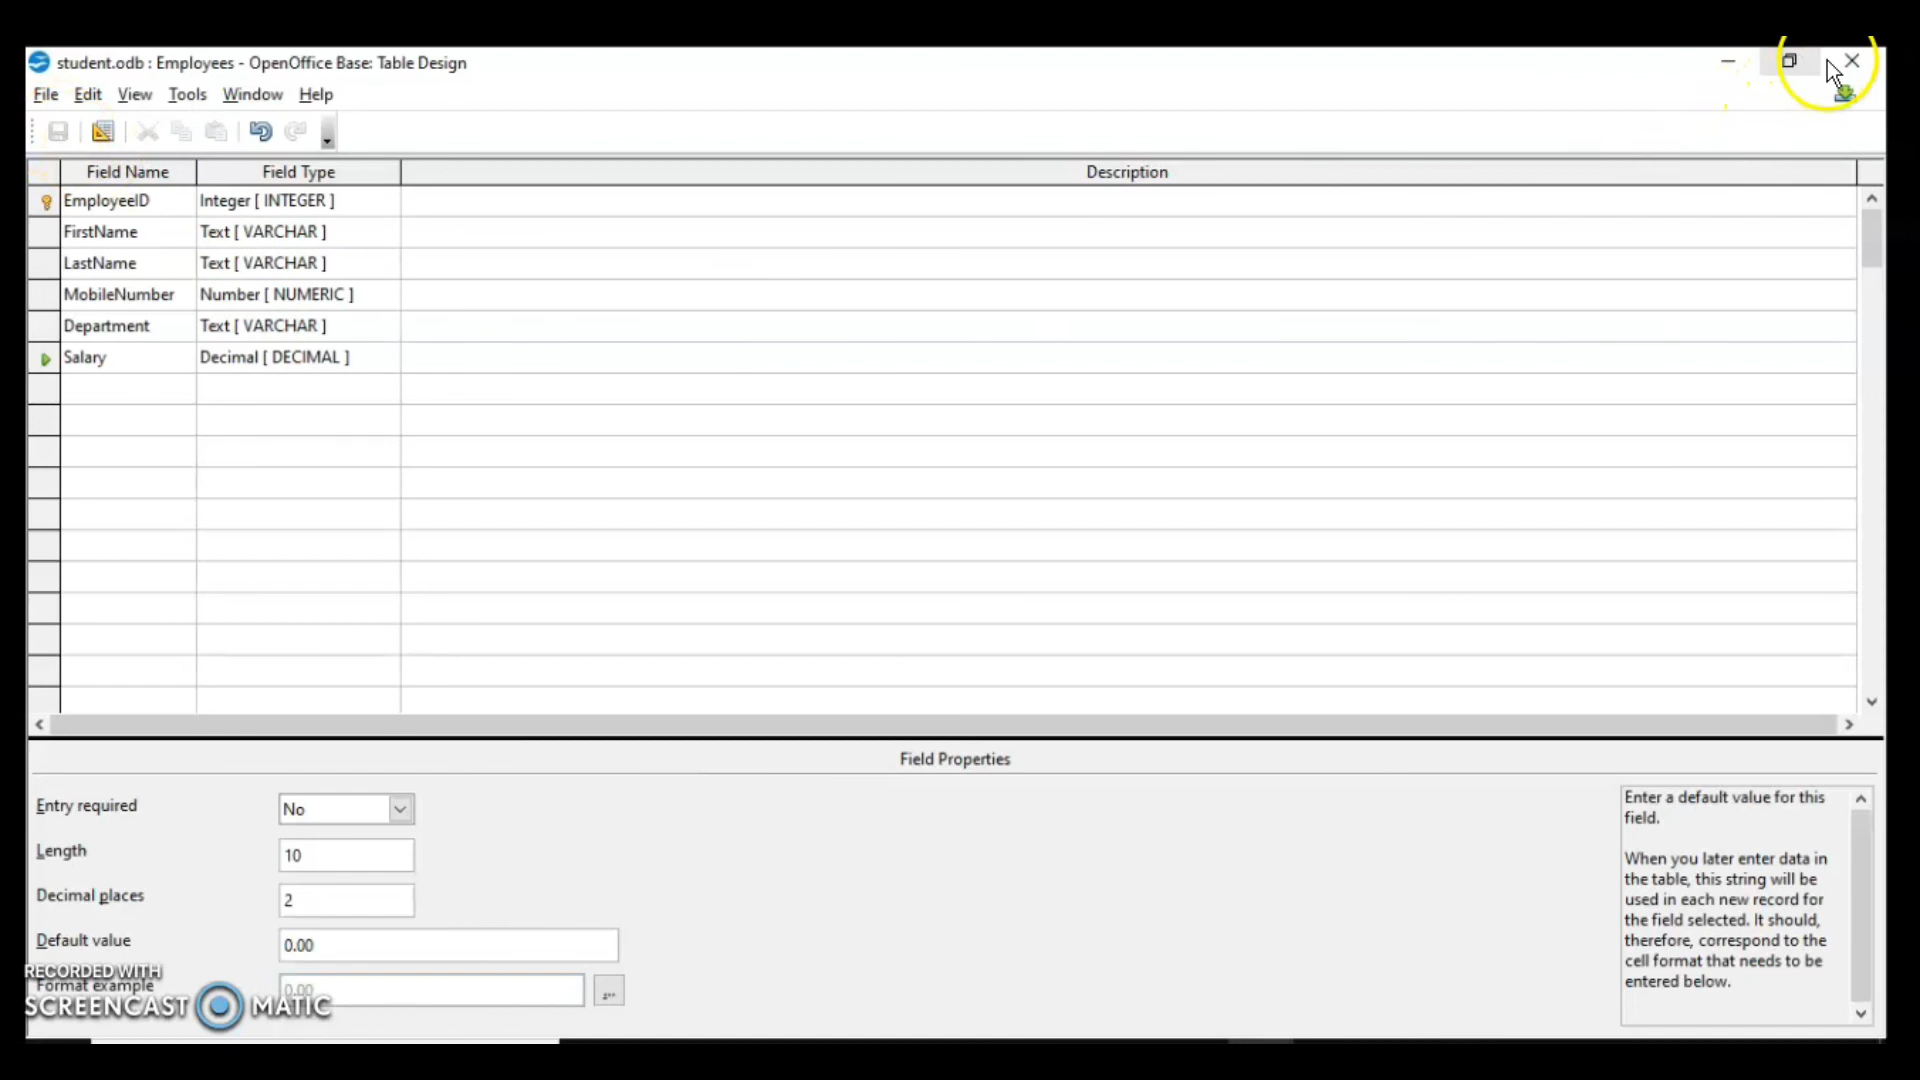 student.odb : Employees - OpenOffice Base: Table Design
File Edit View Tools Window Help
Field Name Field Type Description
EmployeeID Integer [ INTEGER ]
FirstName Text [ VARCHAR ]
LastName Text [ VARCHAR ]
MobileNumber Number [ NUMERIC ]
Department Text [ VARCHAR ]
Salary Decimal [ DECIMAL ]
Field Properties
Entry required No
Length 10
Decimal places 2
Default value 0.00
Format example 0.00
...
Enter a default value for this
field.
When you later enter data in
the table, this string will be
used in each new record for
the field selected. It should,
therefore, correspond to the
cell format that needs to be
entered below.
RECORDED WITH
SCREENCAST MATIC